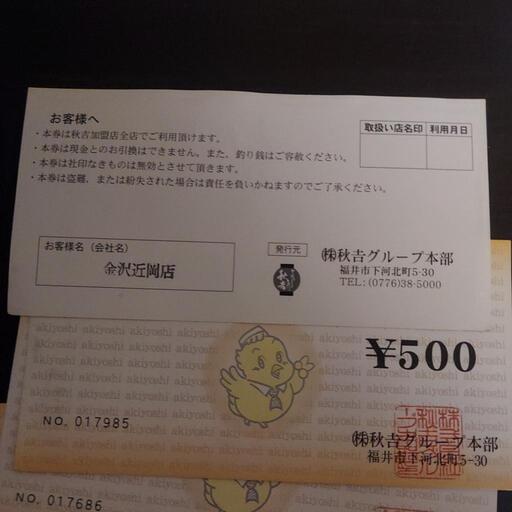 お客様へ
・本券は秋吉加盟店全店でご利用頂けます。
・本券は現金とのお引換はできません。また、釣り銭はご容赦ください。
・本券は社印なきものは無効とさせて頂きます。
・本券は盗難、または紛失された場合は責任を負いかねますのでご了承ください。
取扱い店名印 利用月日
お客様名（会社名）
金沢近岡店
発行元
㈱秋吉グループ本部
福井市下河北町5-30
TEL:(0776)38-5000
akiyoshi akiyoshi akiyoshi akiyoshi
¥500
NO. 017985
㈱秋吉グループ本部
福井市下河北町5-30
NO. 017686